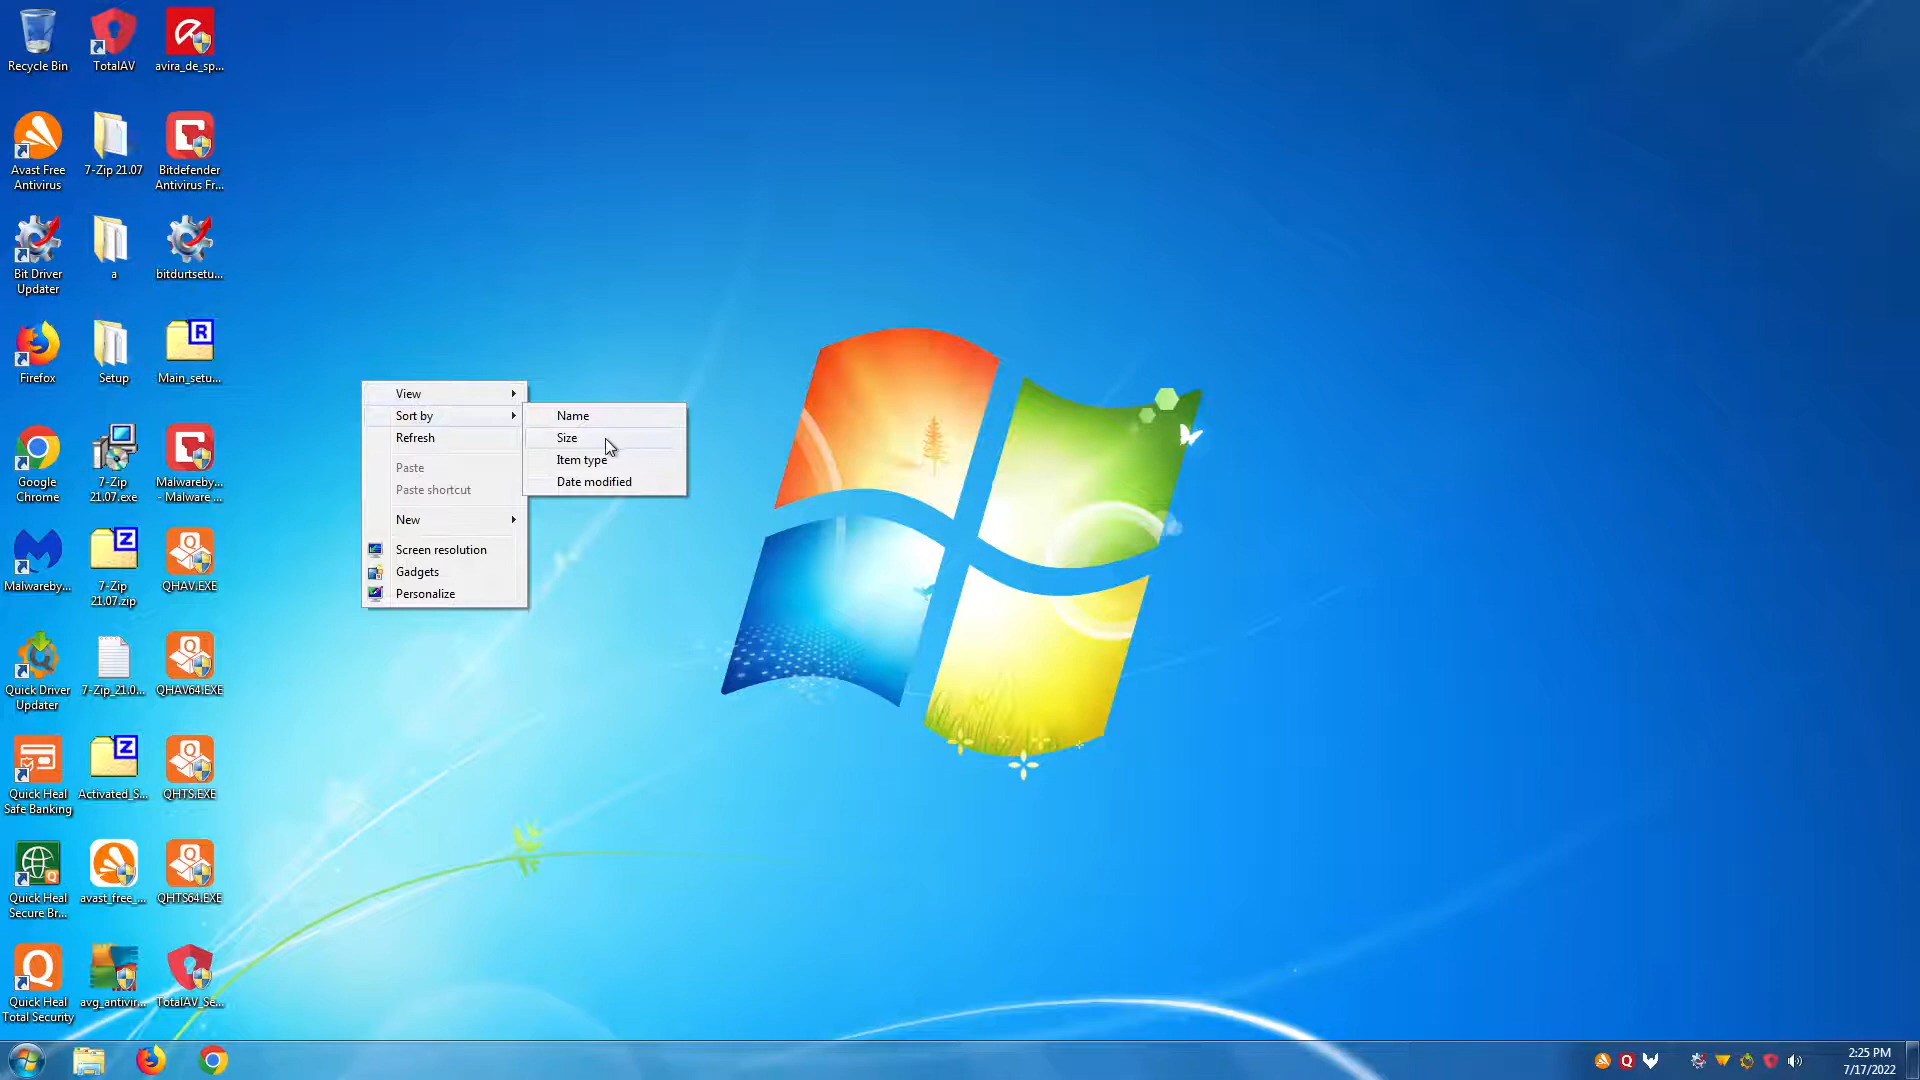 Recycle Bin
TotalAV
avira_de_sp...
Avast Free
Antivirus
7-Zip 21.07
Bitdefender
Antivirus Fr...
Bit Driver
Updater
a
bitdurtsetu...
Firefox
Setup
R
Main_setu...
Google
Chrome
7-Zip
21.07.exe
Malwareby...
- Malware ...
Malwareby...
Z
7-Zip
21.07.zip
QHAV.EXE
Quick Driver
Updater
7-Zip_21.0...
QHAV64.EXE
Quick Heal
Safe Banking
Z
Activated_S...
QHTS.EXE
Quick Heal
Secure Br...
avast_free_...
QHTS64.EXE
Quick Heal
Total Security
avg_antivir...
TotalAV_Se...
View
Sort by
Refresh
Paste
Paste shortcut
New
Screen resolution
Gadgets
Personalize
Name
Size
Item type
Date modified
2:25 PM
7/17/2022